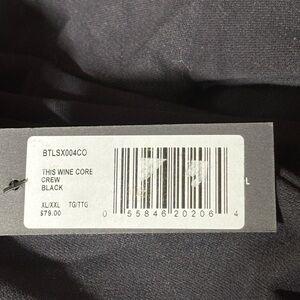 BTLSX004CO
THIS WINE CORE
CREW
BLACK
XL/XXL TG/TTG
$79.00
0 55846 20206 4
L